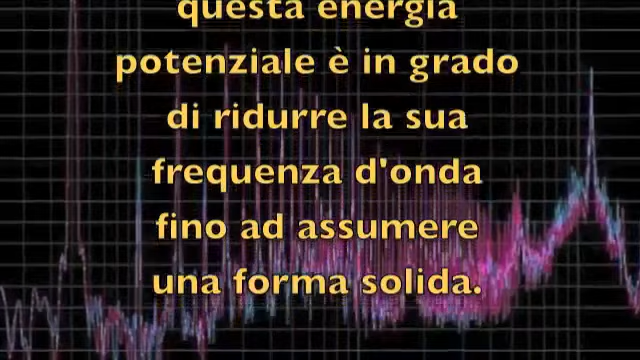 questa energia
potenziale è in grado
di ridurre la sua
frequenza d'onda
fino ad assumere
una forma solida.